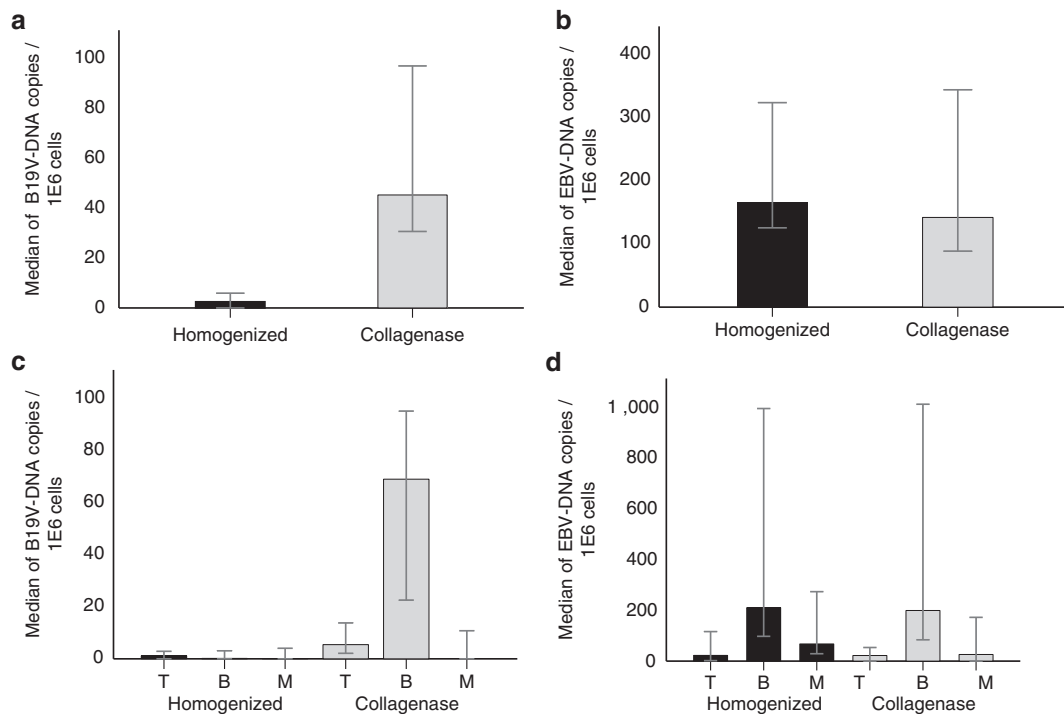 a
Median of B19V-DNA copies /
1E6 cells
100
80
60
40
20
0
Homogenized Collagenase
b
Median of EBV-DNA copies /
1E6 cells
400
300
200
100
0
Homogenized Collagenase
c
Median of B19V-DNA copies /
1E6 cells
100
80
60
40
20
0
T B M T B M
Homogenized Collagenase
d
Median of EBV-DNA copies /
1E6 cells
1 ,000
800
600
400
200
0
T B M T B M
Homogenized Collagenase